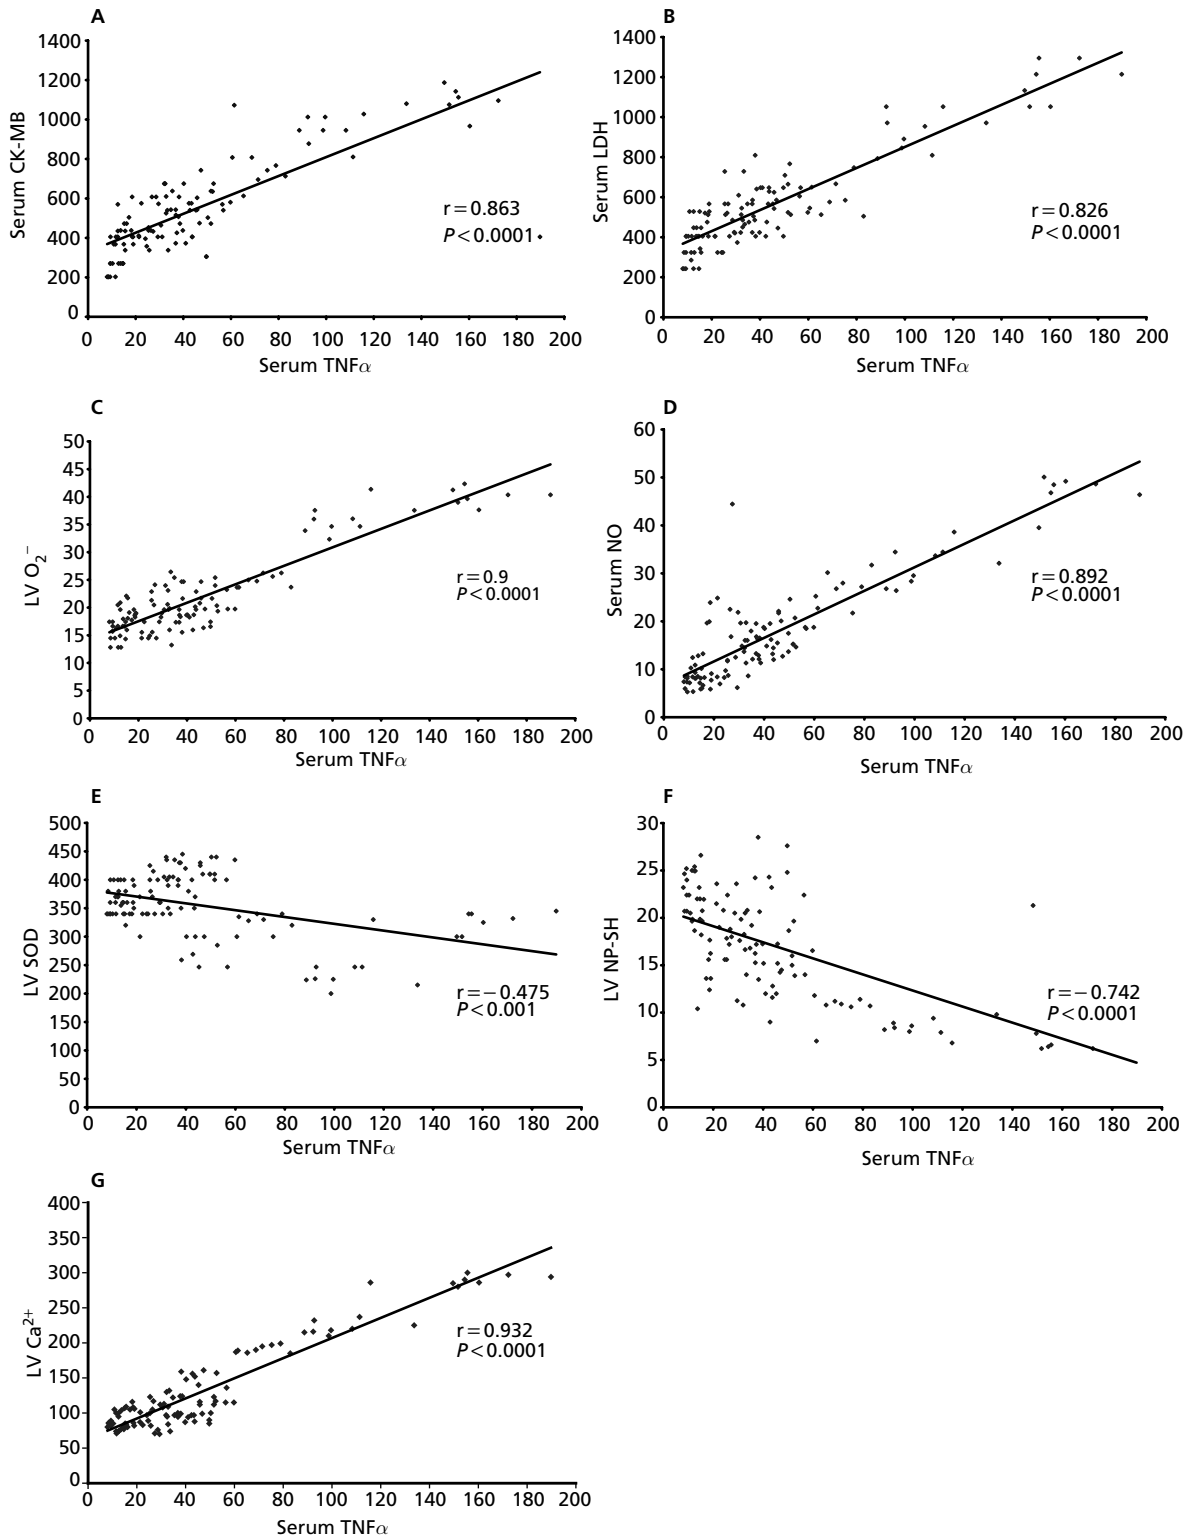 A
1400
1200
1000
800
600
400
200
0
Serum CK-MB
r = 0.863
P < 0.0001
0 20 40 60 80 100 120 140 160 180 200
Serum TNFα
B
1400
1200
1000
800
600
400
200
0
Serum LDH
r = 0.826
P < 0.0001
0 20 40 60 80 100 120 140 160 180 200
Serum TNFα
C
50
45
40
35
30
25
20
15
10
5
0
LV O₂⁻
r = 0.9
P < 0.0001
0 20 40 60 80 100 120 140 160 180 200
Serum TNFα
D
60
50
40
30
20
10
0
Serum NO
r = 0.892
P < 0.0001
0 20 40 60 80 100 120 140 160 180 200
Serum TNFα
E
500
450
400
350
300
250
200
150
100
50
0
LV SOD
r = − 0.475
P < 0.001
0 20 40 60 80 100 120 140 160 180 200
Serum TNFα
F
30
25
20
15
10
5
0
LV NP-SH
r = − 0.742
P < 0.0001
0 20 40 60 80 100 120 140 160 180 200
Serum TNFα
G
400
350
300
250
200
150
100
50
0
LV Ca²⁺
r = 0.932
P < 0.0001
0 20 40 60 80 100 120 140 160 180 200
Serum TNFα